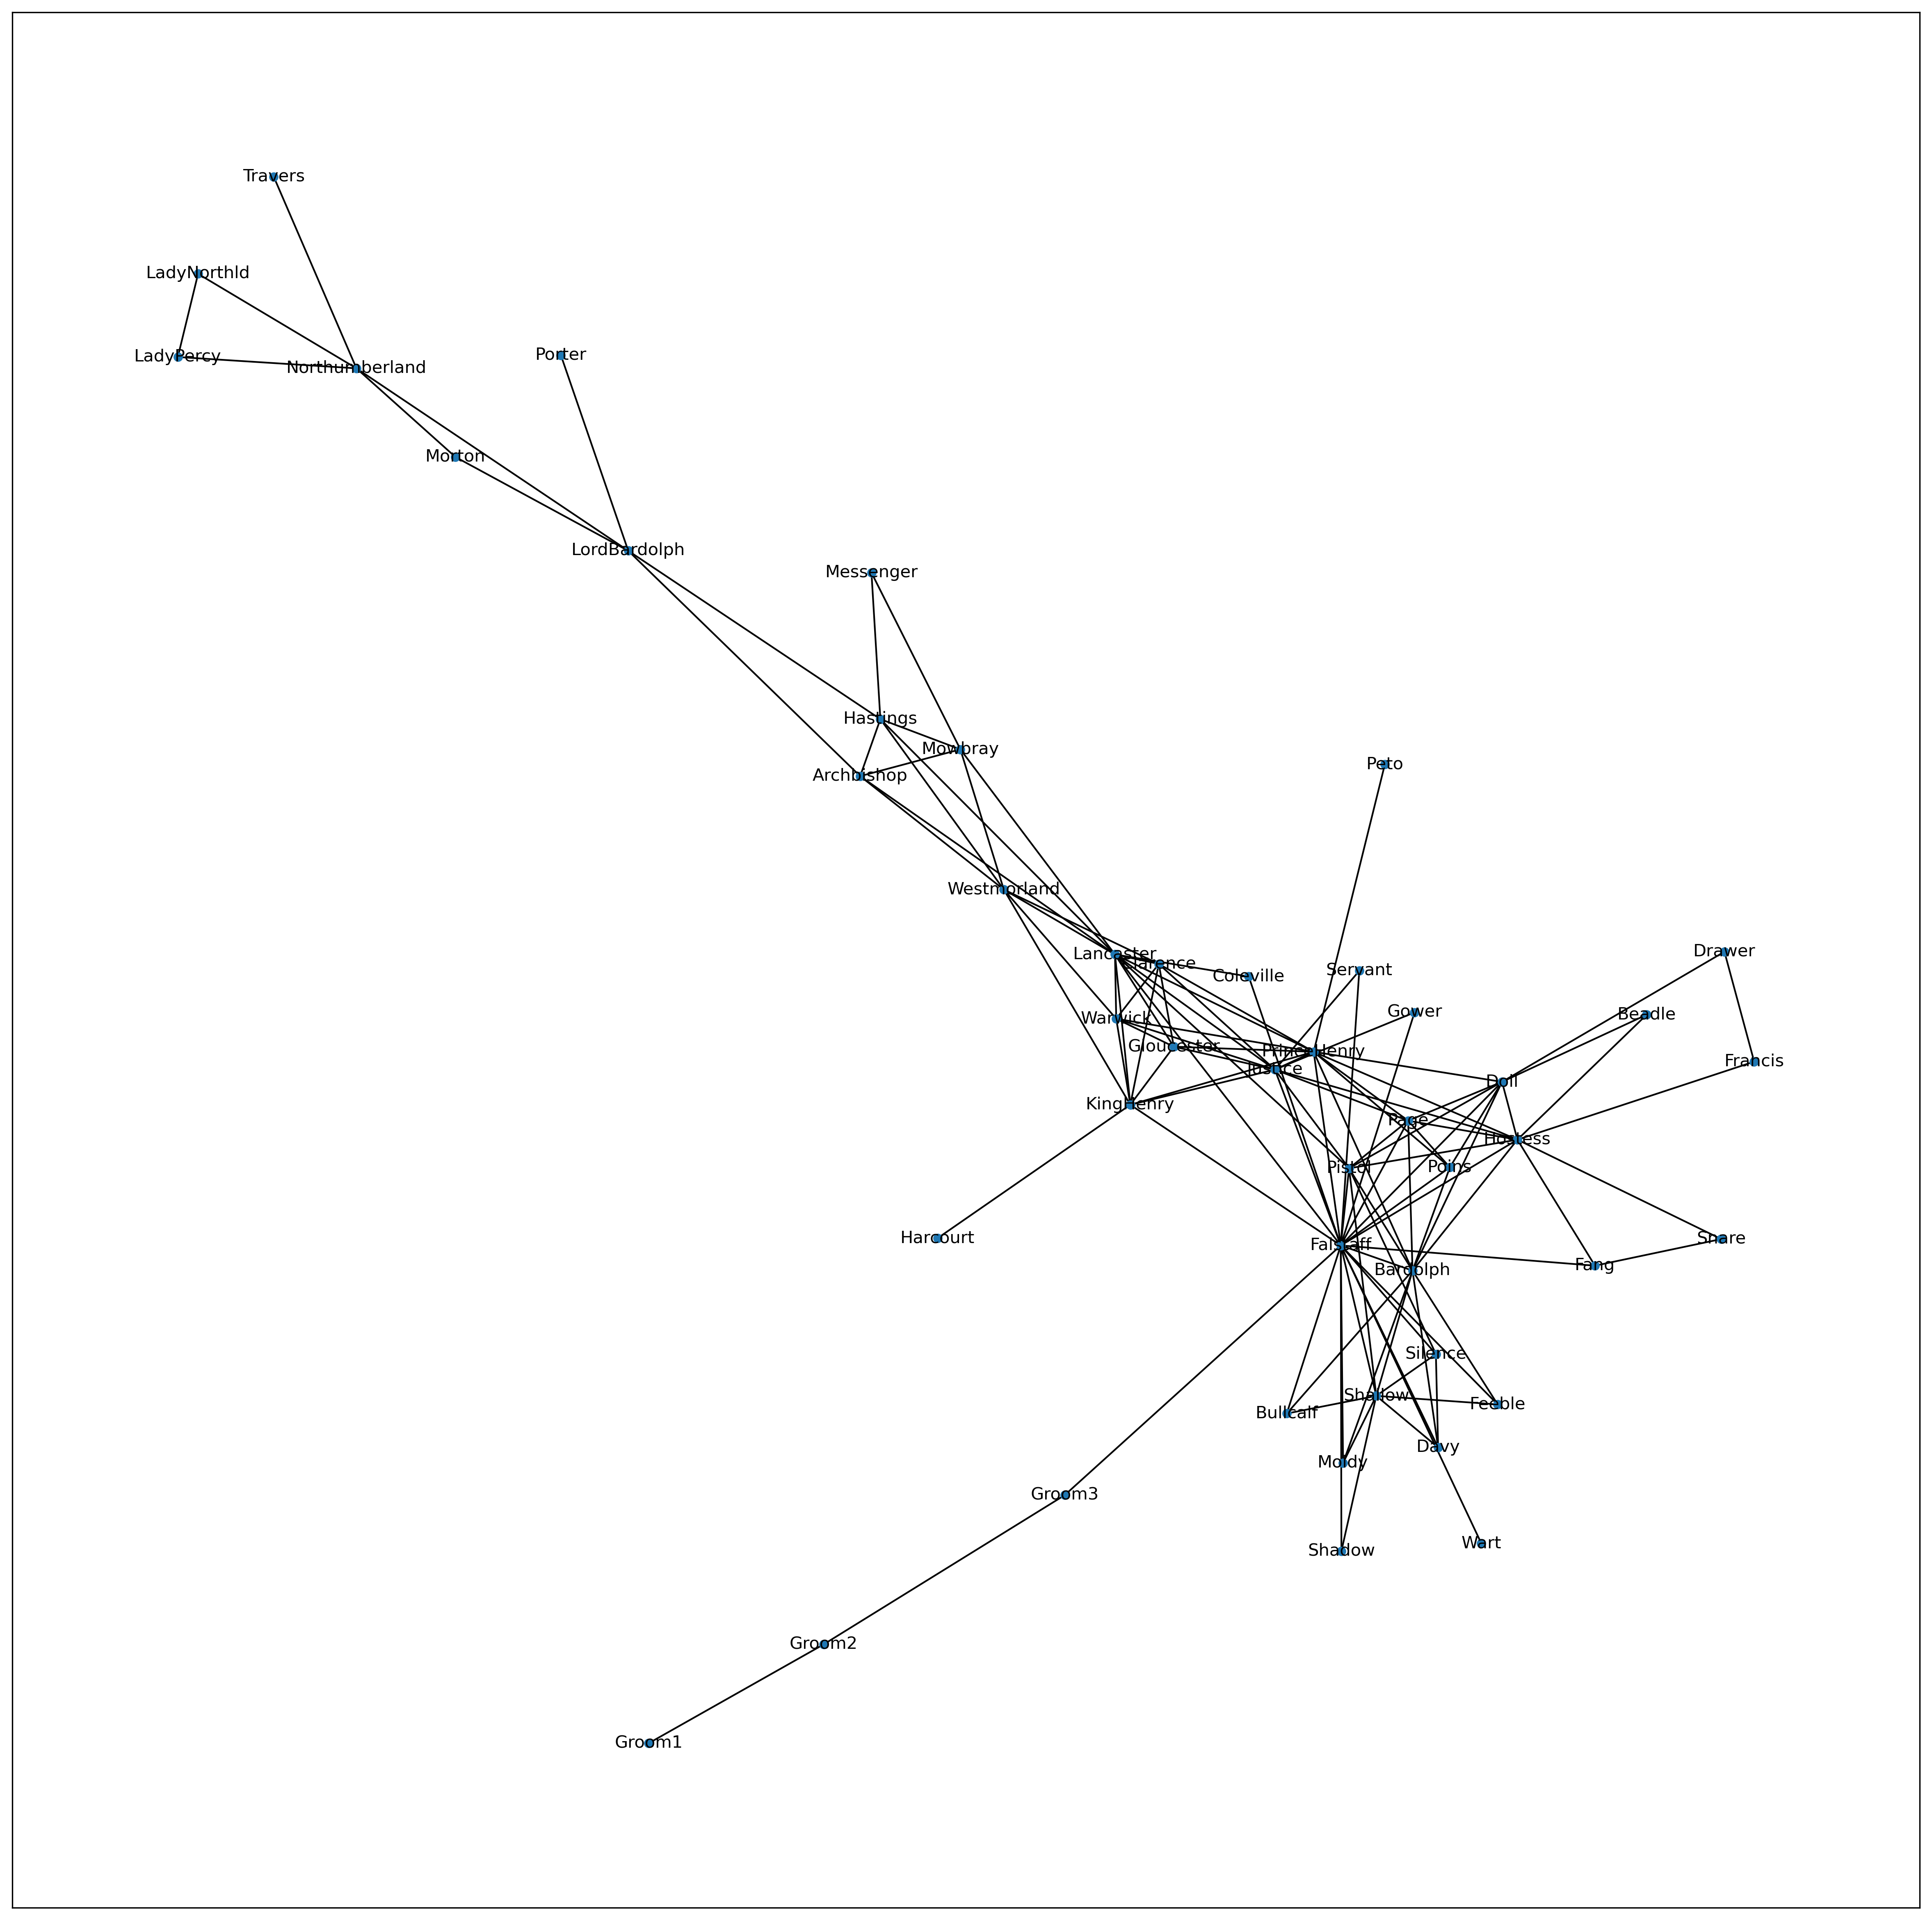 Travers
LadyNorthld
Porter
LadyPercy
Northumberland
Morton
LordBardolph
Messenger
Hastings
Mowbray
Peto
Archbishop
Westmorland
Drawer
Lancaster
Clarence
Servant
Coleville
Gower
Beadle
Warwick
Gloucester
PrinceHenry
Francis
Justice
Doll
KingHenry
Page
Hostess
Pistol
Poins
Harcourt
Snare
Falstaff
Fang
Bardolph
Silence
Shallow
Feeble
Bullcalf
Davy
Moldy
Groom3
Wart
Shadow
Groom2
Groom1